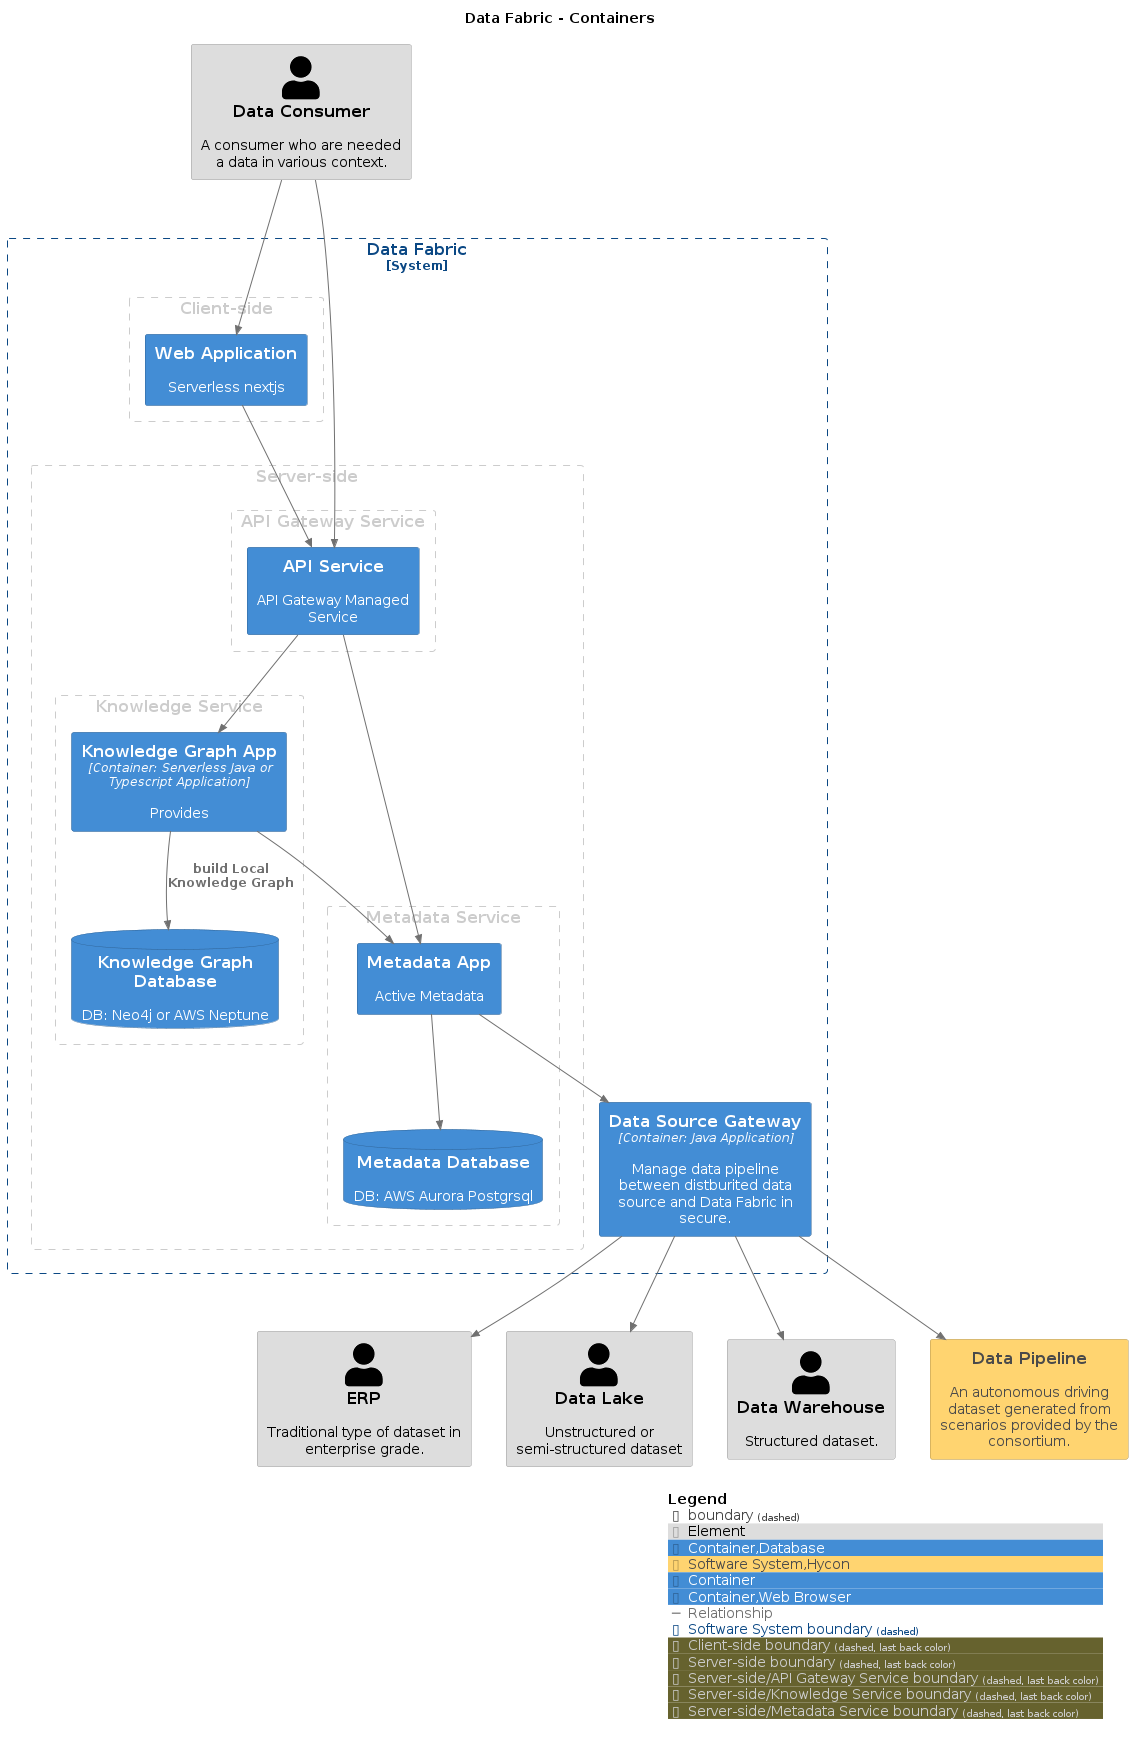 Data Fabric - Containers
Data Consumer
A consumer who are needed
a data in various context.
Data Fabric
[System]
Client-side
Web Application
Serverless nextjs
Server-side
API Gateway Service
API Service
API Gateway Managed
Service
Knowledge Service
Knowledge Graph App
[Container: Serverless Java or
Typescript Application]
Provides
build Local
Knowledge Graph
Metadata Service
Metadata App
Active Metadata
Knowledge Graph
Database
DB: Neo4j or AWS Neptune
Data Source Gateway
[Container: Java Application]
Manage data pipeline
between distburited data
source and Data Fabric in
secure.
Metadata Database
DB: AWS Aurora Postgrsql
ERP
Traditional type of dataset in
enterprise grade.
Data Lake
Unstructured or
semi-structured dataset
Data Warehouse
Structured dataset.
Data Pipeline
An autonomous driving
dataset generated from
scenarios provided by the
consortium.
Legend
boundary (dashed)
Element
Container,Database
Software System,Hycon
Container
Container,Web Browser
Relationship
Software System boundary (dashed)
Client-side boundary (dashed, last back color)
Server-side boundary (dashed, last back color)
Server-side/API Gateway Service boundary (dashed, last back color)
Server-side/Knowledge Service boundary (dashed, last back color)
Server-side/Metadata Service boundary (dashed, last back color)